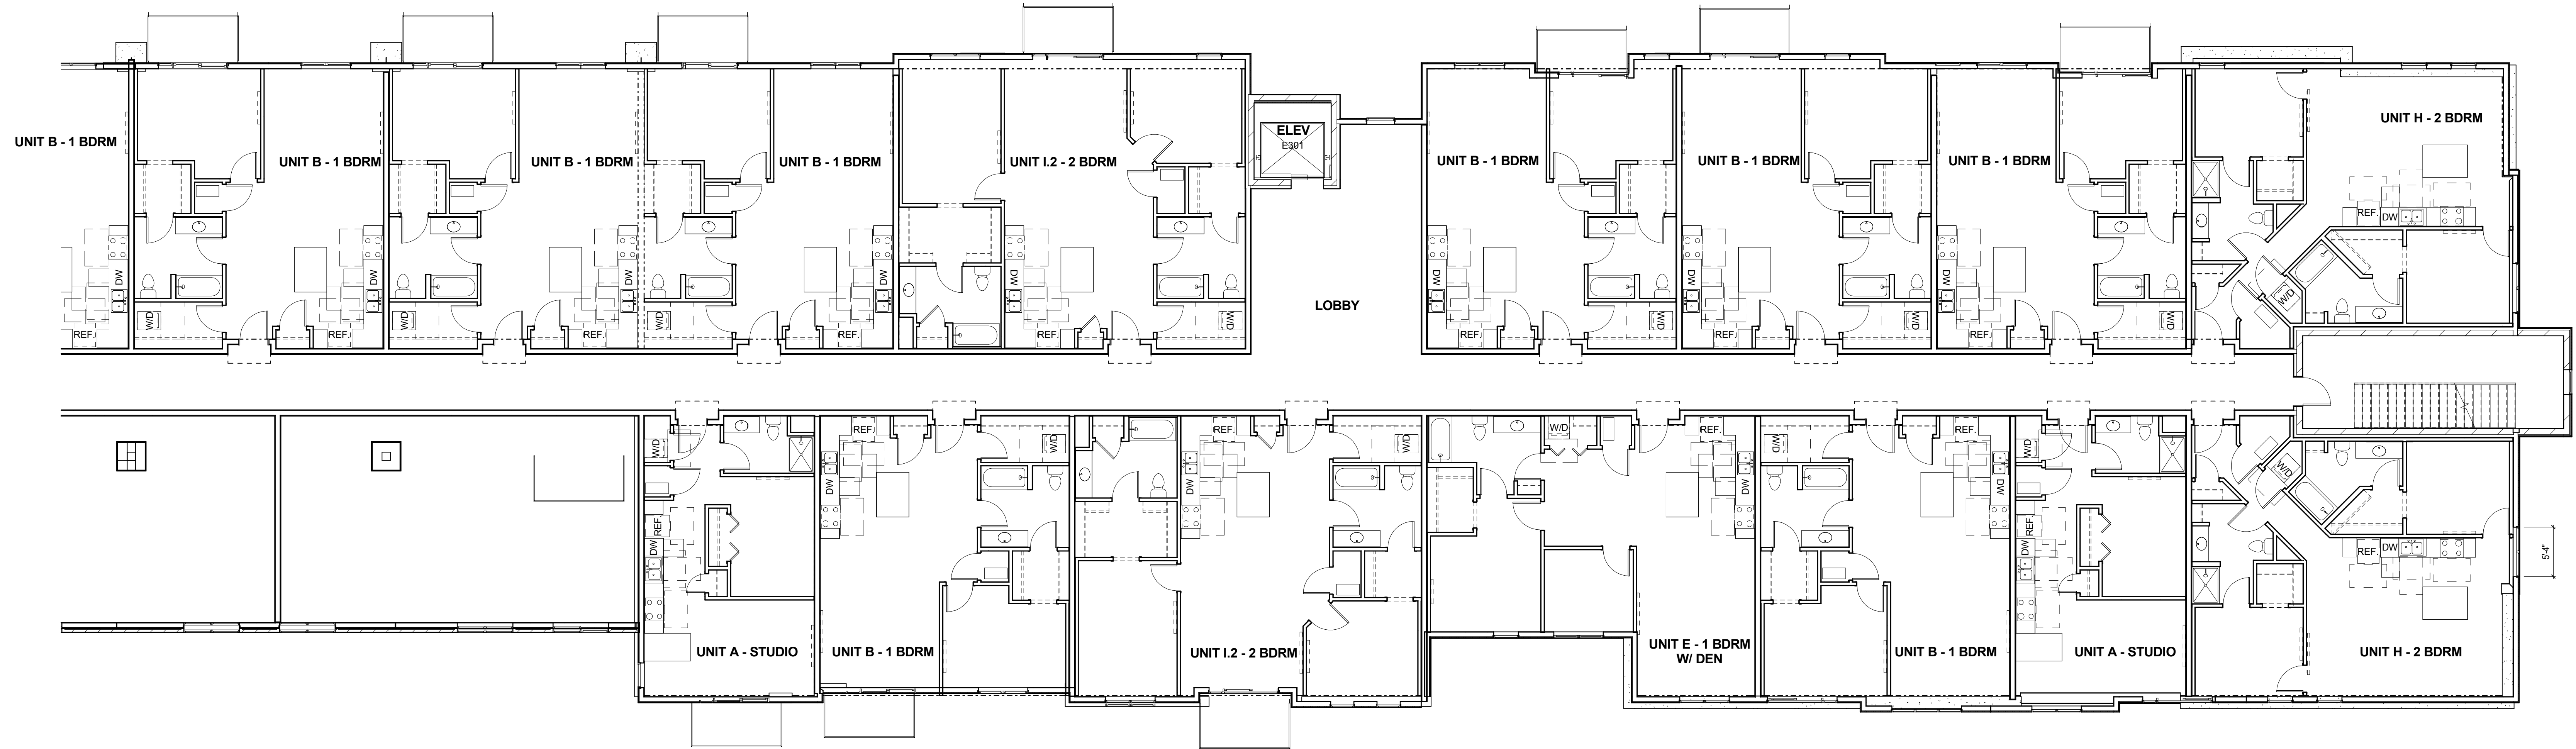 UNIT B - 1 BDRM
UNIT B - 1 BDRM
UNIT B - 1 BDRM
UNIT B - 1 BDRM
UNIT I.2 - 2 BDRM
ELEV
E301
UNIT B - 1 BDRM
UNIT B - 1 BDRM
UNIT B - 1 BDRM
UNIT H - 2 BDRM
REF.
DW
DW
DW
DW
DW
DW
DW
DW
DW
LOBBY
W/D
REF.
W/D
REF.
W/D
REF.
W/D
REF.
REF.
W/D
REF.
W/D
REF.
W/D
REF.
W/D
W/D
W/D
REF.
W/D
REF.
W/D
W/D
REF.
W/D
REF.
W/D
W/D
DW
DW
DW
DW
REF.
DW
REF.
DW
REF.
DW
5'-4"
UNIT A - STUDIO
UNIT B - 1 BDRM
UNIT I.2 - 2 BDRM
UNIT E - 1 BDRM
W/ DEN
UNIT B - 1 BDRM
UNIT A - STUDIO
UNIT H - 2 BDRM